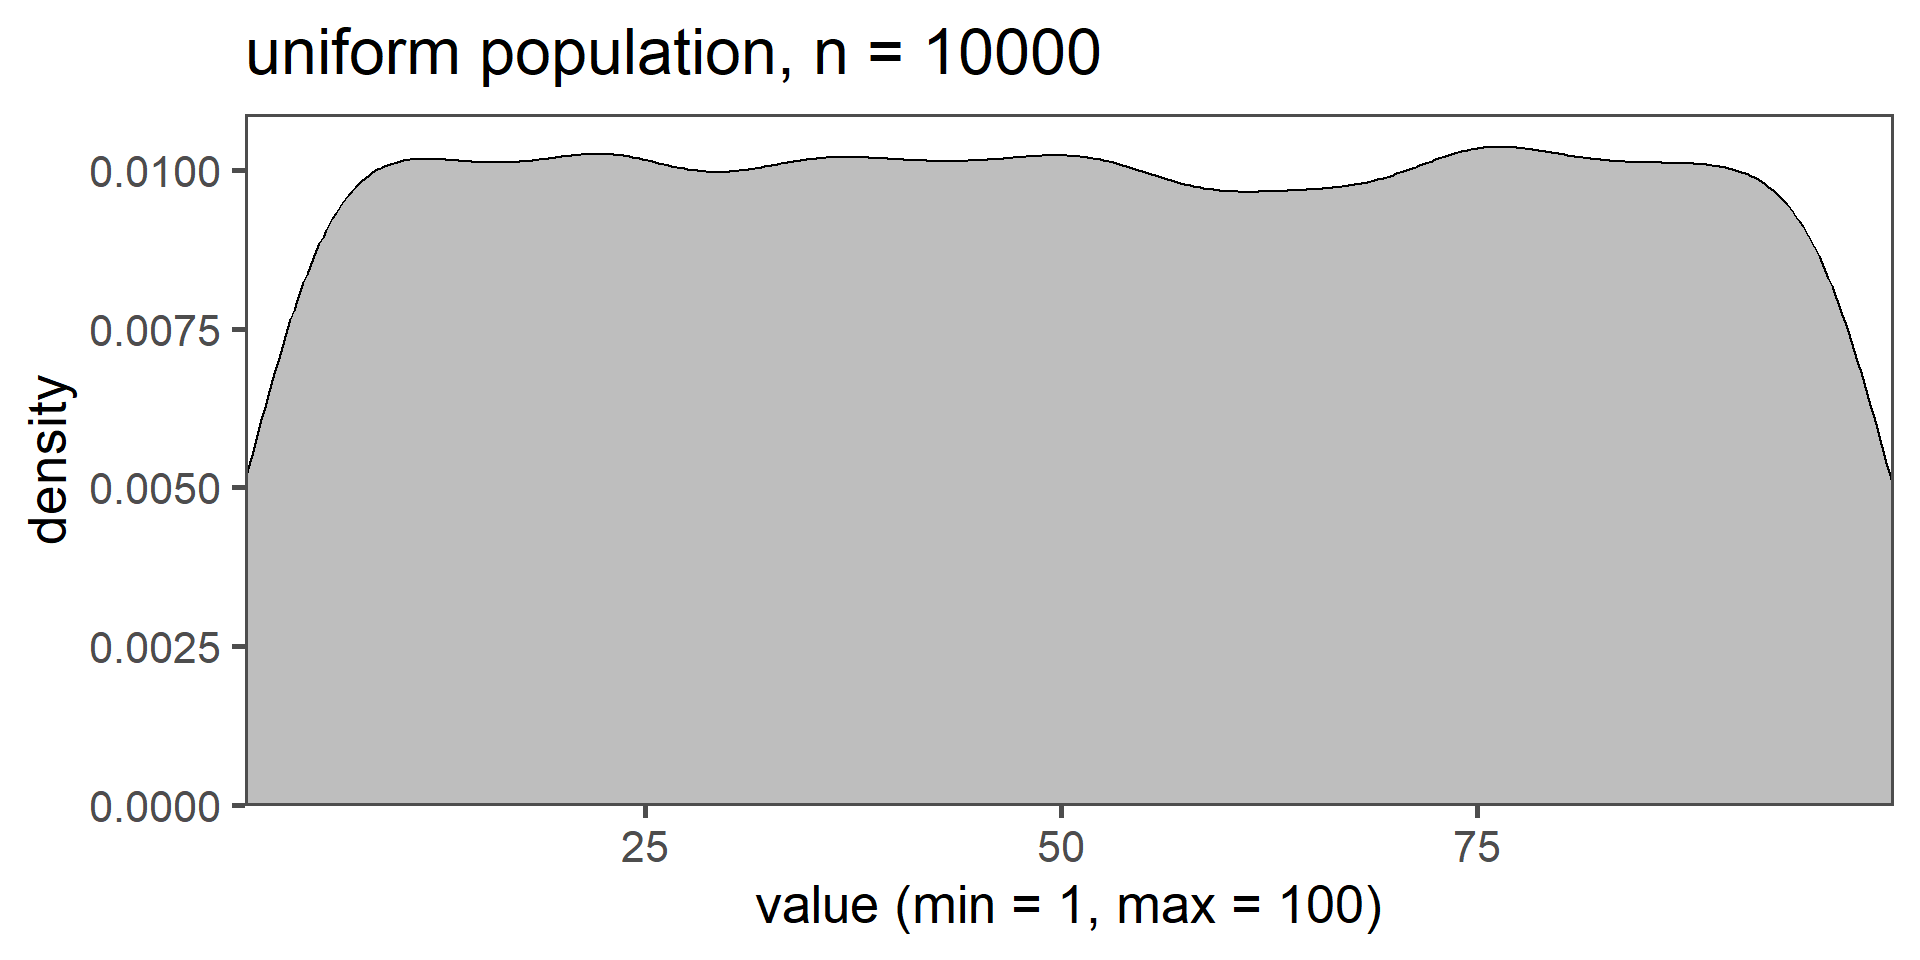 uniform population, n = 10000
density
0.0100
0.0075
0.0050
0.0025
0.0000
25 50 75
value (min = 1, max = 100)